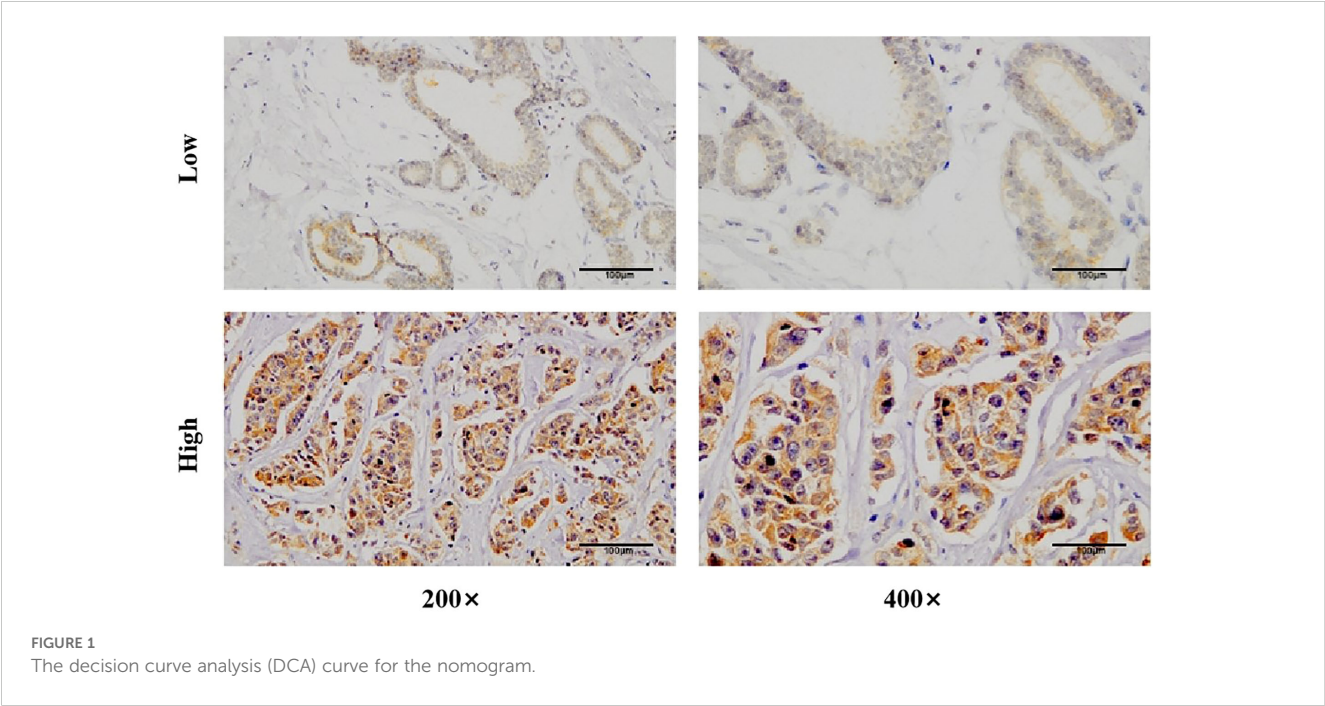 Low
100µm
100µm
High
100µm
100µm
200×
400×
FIGURE 1
The decision curve analysis (DCA) curve for the nomogram.